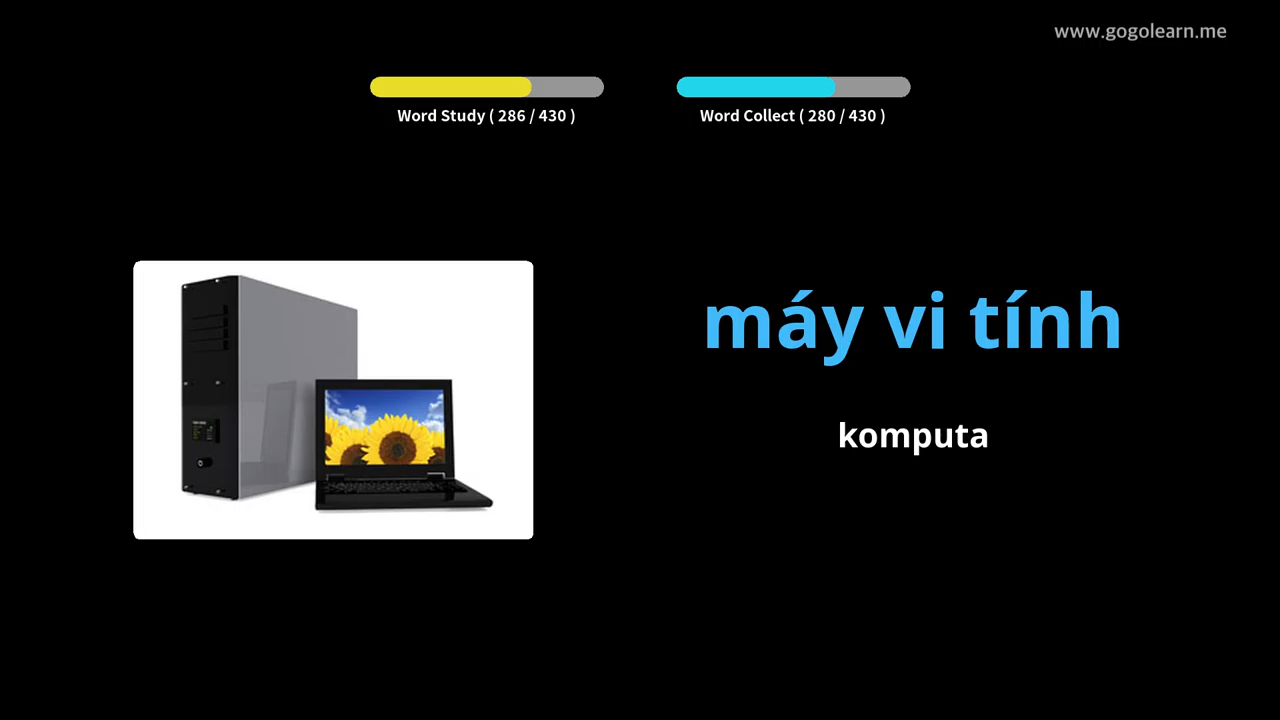 www.gogolearn.me
Word Study ( 286 / 430 )
Word Collect ( 280 / 430 )
máy vi tính
komputa